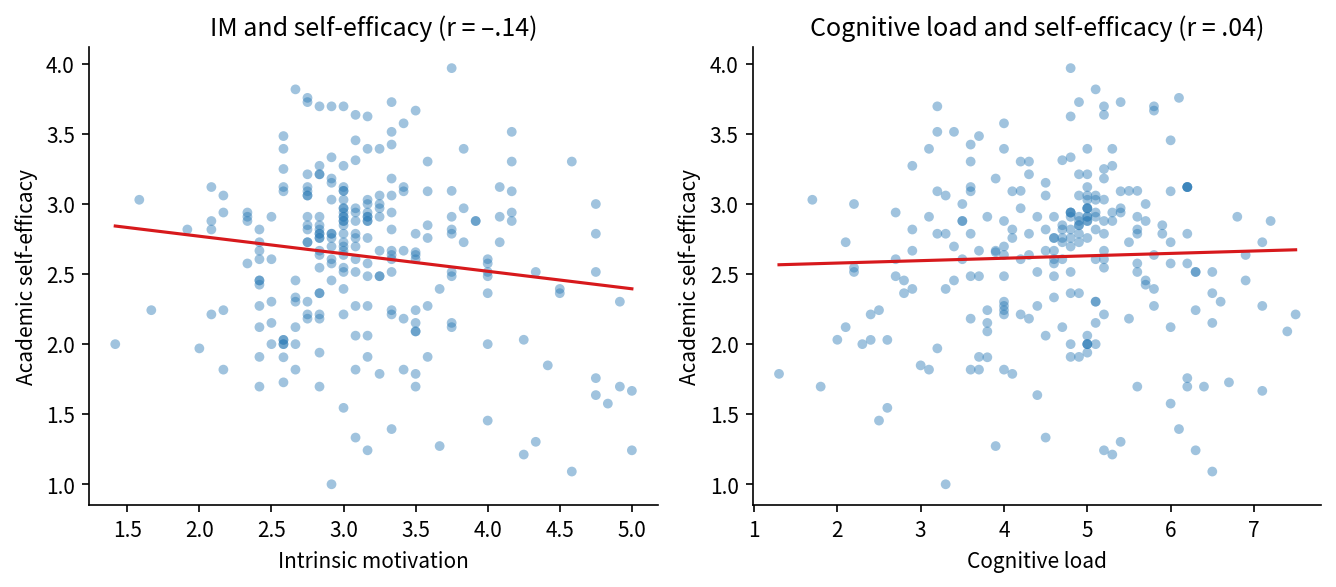 IM and self-efficacy (r = –.14)
Academic self-efficacy
4.0
3.5
3.0
2.5
2.0
1.5
1.0
1.5 2.0 2.5 3.0 3.5 4.0 4.5 5.0
Intrinsic motivation
Cognitive load and self-efficacy (r = .04)
Academic self-efficacy
4.0
3.5
3.0
2.5
2.0
1.5
1.0
1 2 3 4 5 6 7
Cognitive load